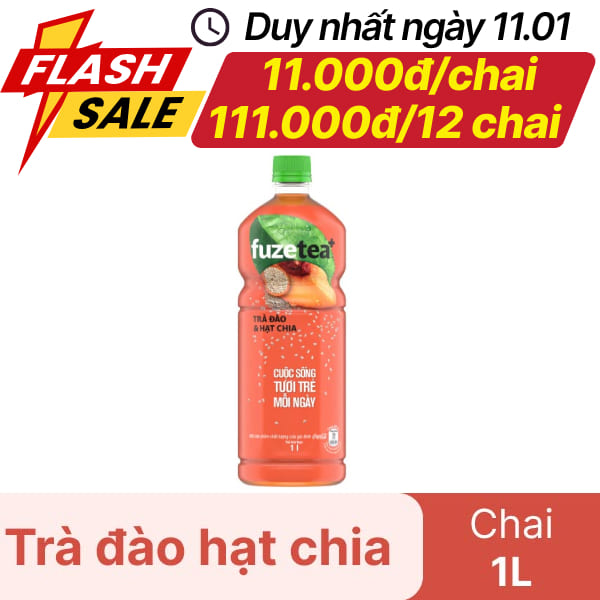 FLASH
SALE
Duy nhất ngày 11.01
11.000đ/chai
111.000đ/12 chai
fuzetea+
TRÀ ĐÀO
& HẠT CHIA
CUỘC SỐNG
TƯƠI TRẺ
MỖI NGÀY
1 l
Trà đào hạt chia
Chai
1L